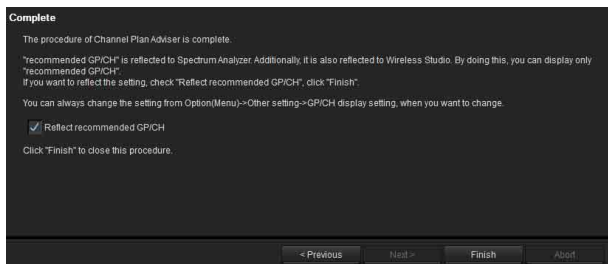 Complete
The procedure of Channel Plan Adviser is complete.
"recommended GP/CH" is reflected to Spectrum Analyzer. Additionally, it is also reflected to Wireless Studio. By doing this, you can display only
"recommended GP/CH".
If you want to reflect the setting, check "Reflect recommended GP/CH", click "Finish".
You can always change the setting from Option(Menu)->Other setting->GP/CH display setting, when you want to change.
Reflect recommended GP/CH
Click "Finish" to close this procedure.
< Previous Next > Finish Abort